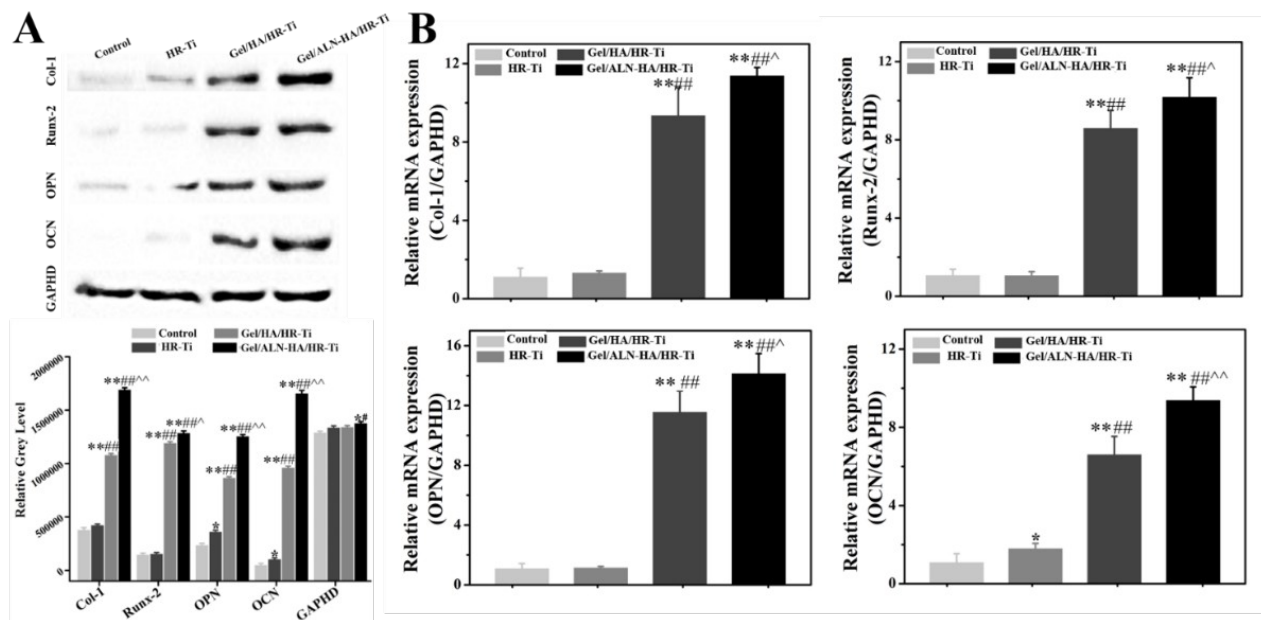 A
Control
HR-Ti
Gel/HA/HR-Ti
Gel/ALN-HA/HR-Ti
Col-1
Runx-2
OPN
OCN
GAPHD
Control
Gel/HA/HR-Ti
HR-Ti
Gel/ALN-HA/HR-Ti
Relative Grey Level
2000000
1500000
1000000
500000
0
**##
**##^^
**##
**##^
*
**##
**##^^
*
**##
**##^^
*#
Col-1
Runx-2
OPN
OCN
GAPHD
B
Control
Gel/HA/HR-Ti
HR-Ti
Gel/ALN-HA/HR-Ti
Relative mRNA expression
(Col-1/GAPHD)
12
8
4
0
**##
**##^
Control
Gel/HA/HR-Ti
HR-Ti
Gel/ALN-HA/HR-Ti
Relative mRNA expression
(Runx-2/GAPHD)
12
9
6
3
0
**##
**##^
Control
Gel/HA/HR-Ti
HR-Ti
Gel/ALN-HA/HR-Ti
Relative mRNA expression
(OPN/GAPHD)
16
12
8
4
0
** ##
**##^
Control
Gel/HA/HR-Ti
HR-Ti
Gel/ALN-HA/HR-Ti
Relative mRNA expression
(OCN/GAPHD)
12
9
6
3
0
*
**##
** ##^^